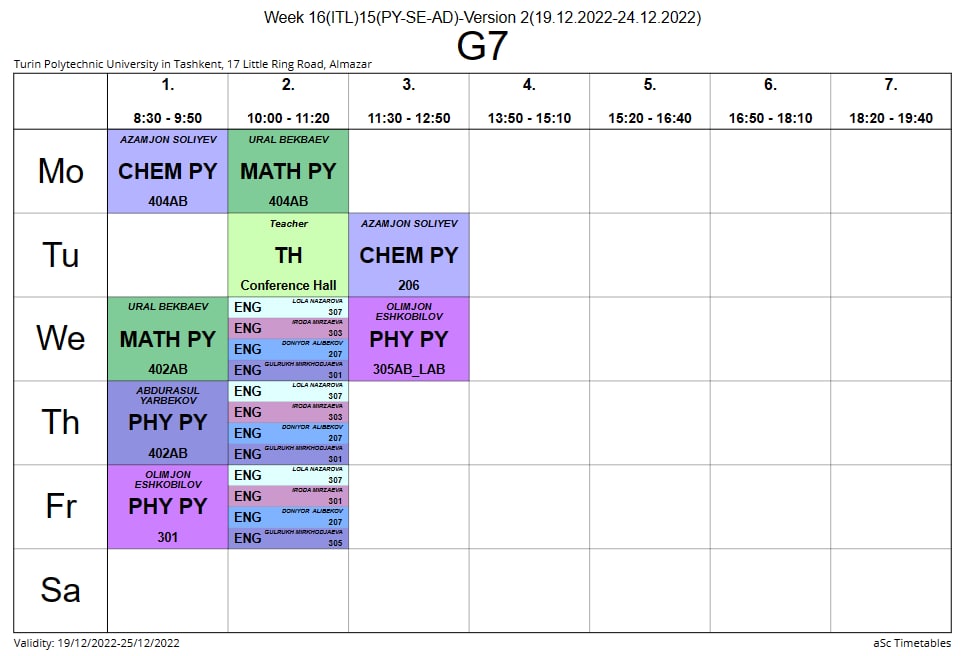 Week 16(ITL)15(PY-SE-AD)-Version 2(19.12.2022-24.12.2022)
G7
Turin Polytechnic University in Tashkent, 17 Little Ring Road, Almazar
1. 2. 3. 4. 5. 6. 7.
8:30 - 9:50 10:00 - 11:20 11:30 - 12:50 13:50 - 15:10 15:20 - 16:40 16:50 - 18:10 18:20 - 19:40
Mo
AZAMJON SOLIYEV
CHEM PY
404AB
URAL BEKBAEV
MATH PY
404AB
Tu
Teacher
TH
Conference Hall
AZAMJON SOLIYEV
CHEM PY
206
We
URAL BEKBAEV
MATH PY
402AB
ENG LOLA NAZAROVA 307
ENG IRODA MIRZAEVA 303
ENG DONIYOR ALIBEKOV 207
ENG GULRUKH MIRKHODJAEVA 301
OLIMJON
ESHKOBILOV
PHY PY
305AB_LAB
Th
ABDURASUL
YARBEKOV
PHY PY
402AB
ENG LOLA NAZAROVA 307
ENG IRODA MIRZAEVA 303
ENG DONIYOR ALIBEKOV 207
ENG GULRUKH MIRKHODJAEVA 301
Fr
OLIMJON
ESHKOBILOV
PHY PY
301
ENG LOLA NAZAROVA 307
ENG IRODA MIRZAEVA 301
ENG DONIYOR ALIBEKOV 207
ENG GULRUKH MIRKHODJAEVA 305
Sa
Validity: 19/12/2022-25/12/2022
aSc Timetables